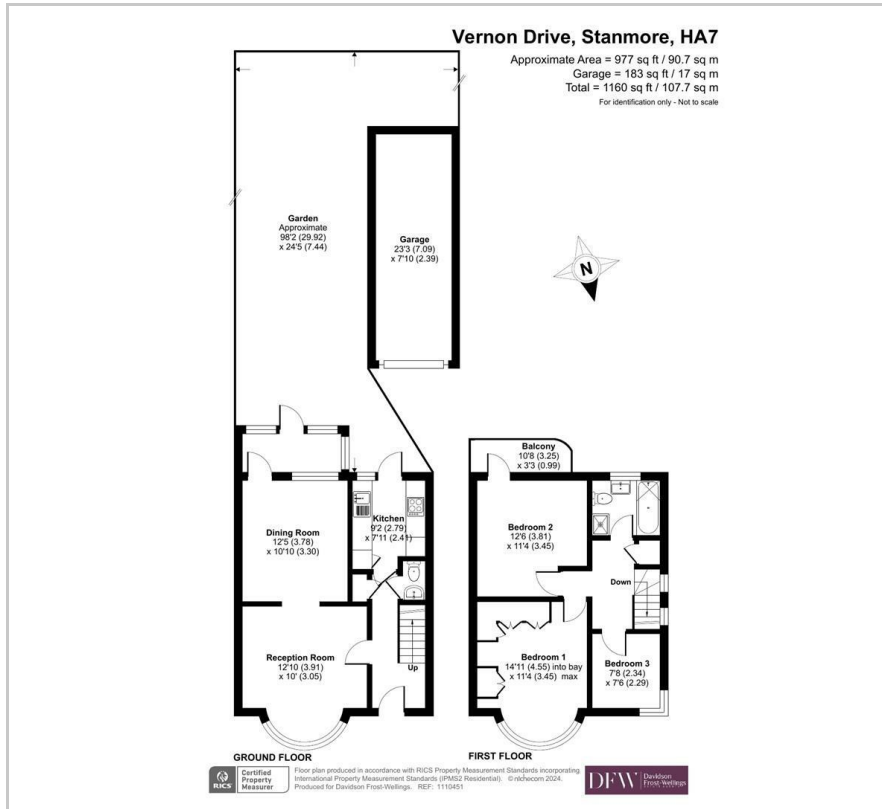 Vernon Drive, Stanmore, HA7
Approximate Area = 977 sq ft / 90.7 sq m
Garage = 183 sq ft / 17 sq m
Total = 1160 sq ft / 107.7 sq m
For identification only - Not to scale
Garden
Approximate
98'2 (29.92)
x 24'5 (7.44)
Garage
23'3 (7.09)
x 7'10 (2.39)
N
Balcony
10'8 (3.25)
x 3'3 (0.99)
Kitchen
9'2 (2.79)
x 7'11 (2.41)
Dining Room
12'5 (3.78)
x 10'10 (3.30)
Bedroom 2
12'6 (3.81)
x 11'4 (3.45)
Down
Reception Room
12'10 (3.91)
x 10' (3.05)
Up
Bedroom 1
14'11 (4.55) into bay
x 11'4 (3.45) max
Bedroom 3
7'8 (2.34)
x 7'6 (2.29)
GROUND FLOOR
FIRST FLOOR
RICS
Certified
Property
Measurer
Floor plan produced in accordance with RICS Property Measurement Standards incorporating
International Property Measurement Standards (IPMS2 Residential). © nichecom 2024.
Produced for Davidson Frost-Wellings. REF: 1110451
DFW
Davidson
Frost-Wellings